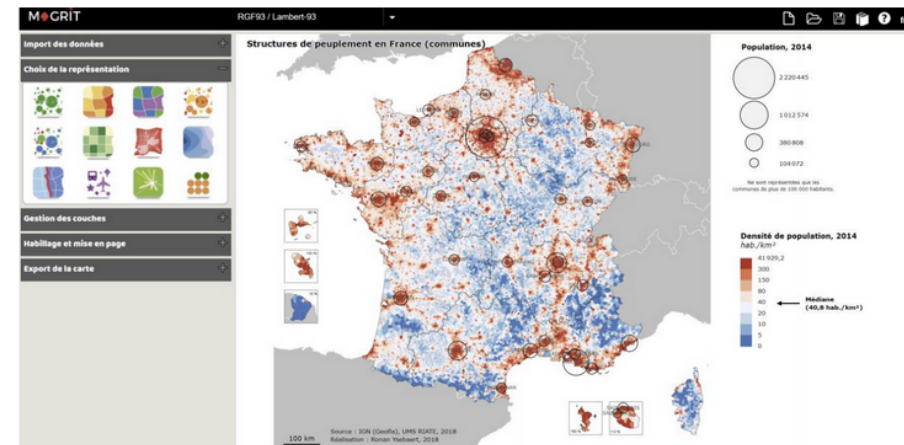 MAGRIT
RGF93 / Lambert-93
Import des données
Choix de la représentation
Gestion des couches
Habillage et mise en page
Export de la carte
Structures de peuplement en France (communes)
Population, 2014
2 220 445
1 012 574
380 808
104 072
Ne sont représentées que les
communes de plus de 100 000 habitants.
Densité de population, 2014
hab./km²
41 929,2
300
150
80
40
20
10
5
0
Médiane
(40,8 hab./km²)
100 km
Source : IGN (Geofla), UMS RIATE, 2018
Réalisation : Ronan Ysebaert, 2018